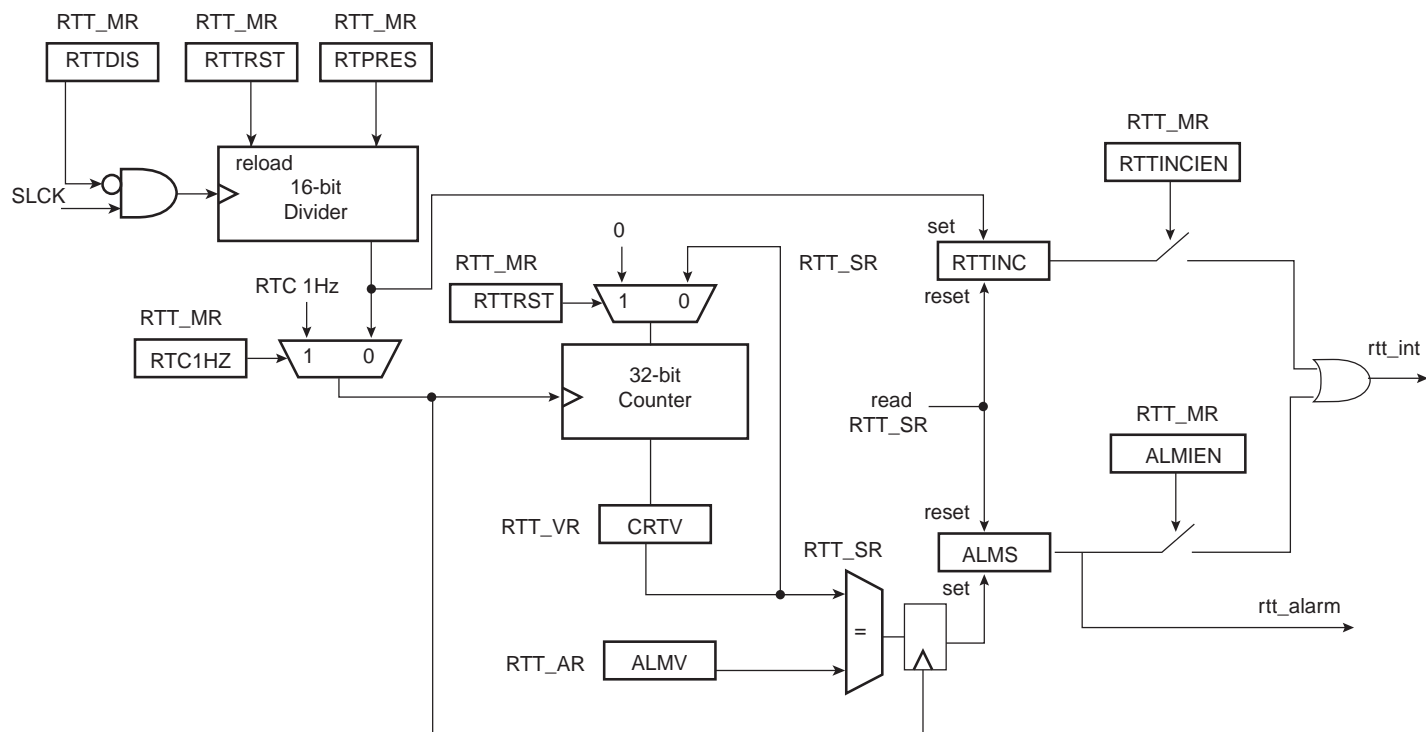 RTT_MR
RTT_MR
RTT_MR
RTTDIS
RTTRST
RTPRES
reload
16-bit
Divider
SLCK
RTT_MR
RTTINCIEN
0
set
RTT_MR
RTTRST
1 0
RTT_SR
RTTINC
reset
RTC 1Hz
RTT_MR
RTC1HZ
1 0
32-bit
Counter
rtt_int
read
RTT_SR
RTT_MR
ALMIEN
RTT_VR
CRTV
reset
RTT_SR
ALMS
set
rtt_alarm
=
RTT_AR
ALMV